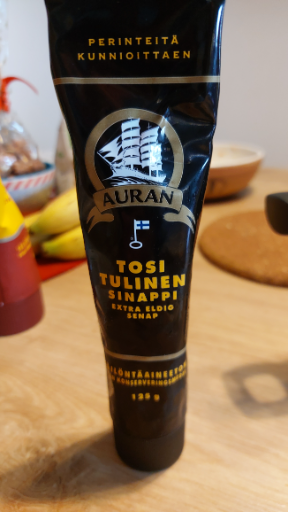 PERINTEITÄ
KUNNIOITTAEN
AURAN
TOSI
TULINEN
SINAPPI
EXTRA ELDIG
SENAP
125 g